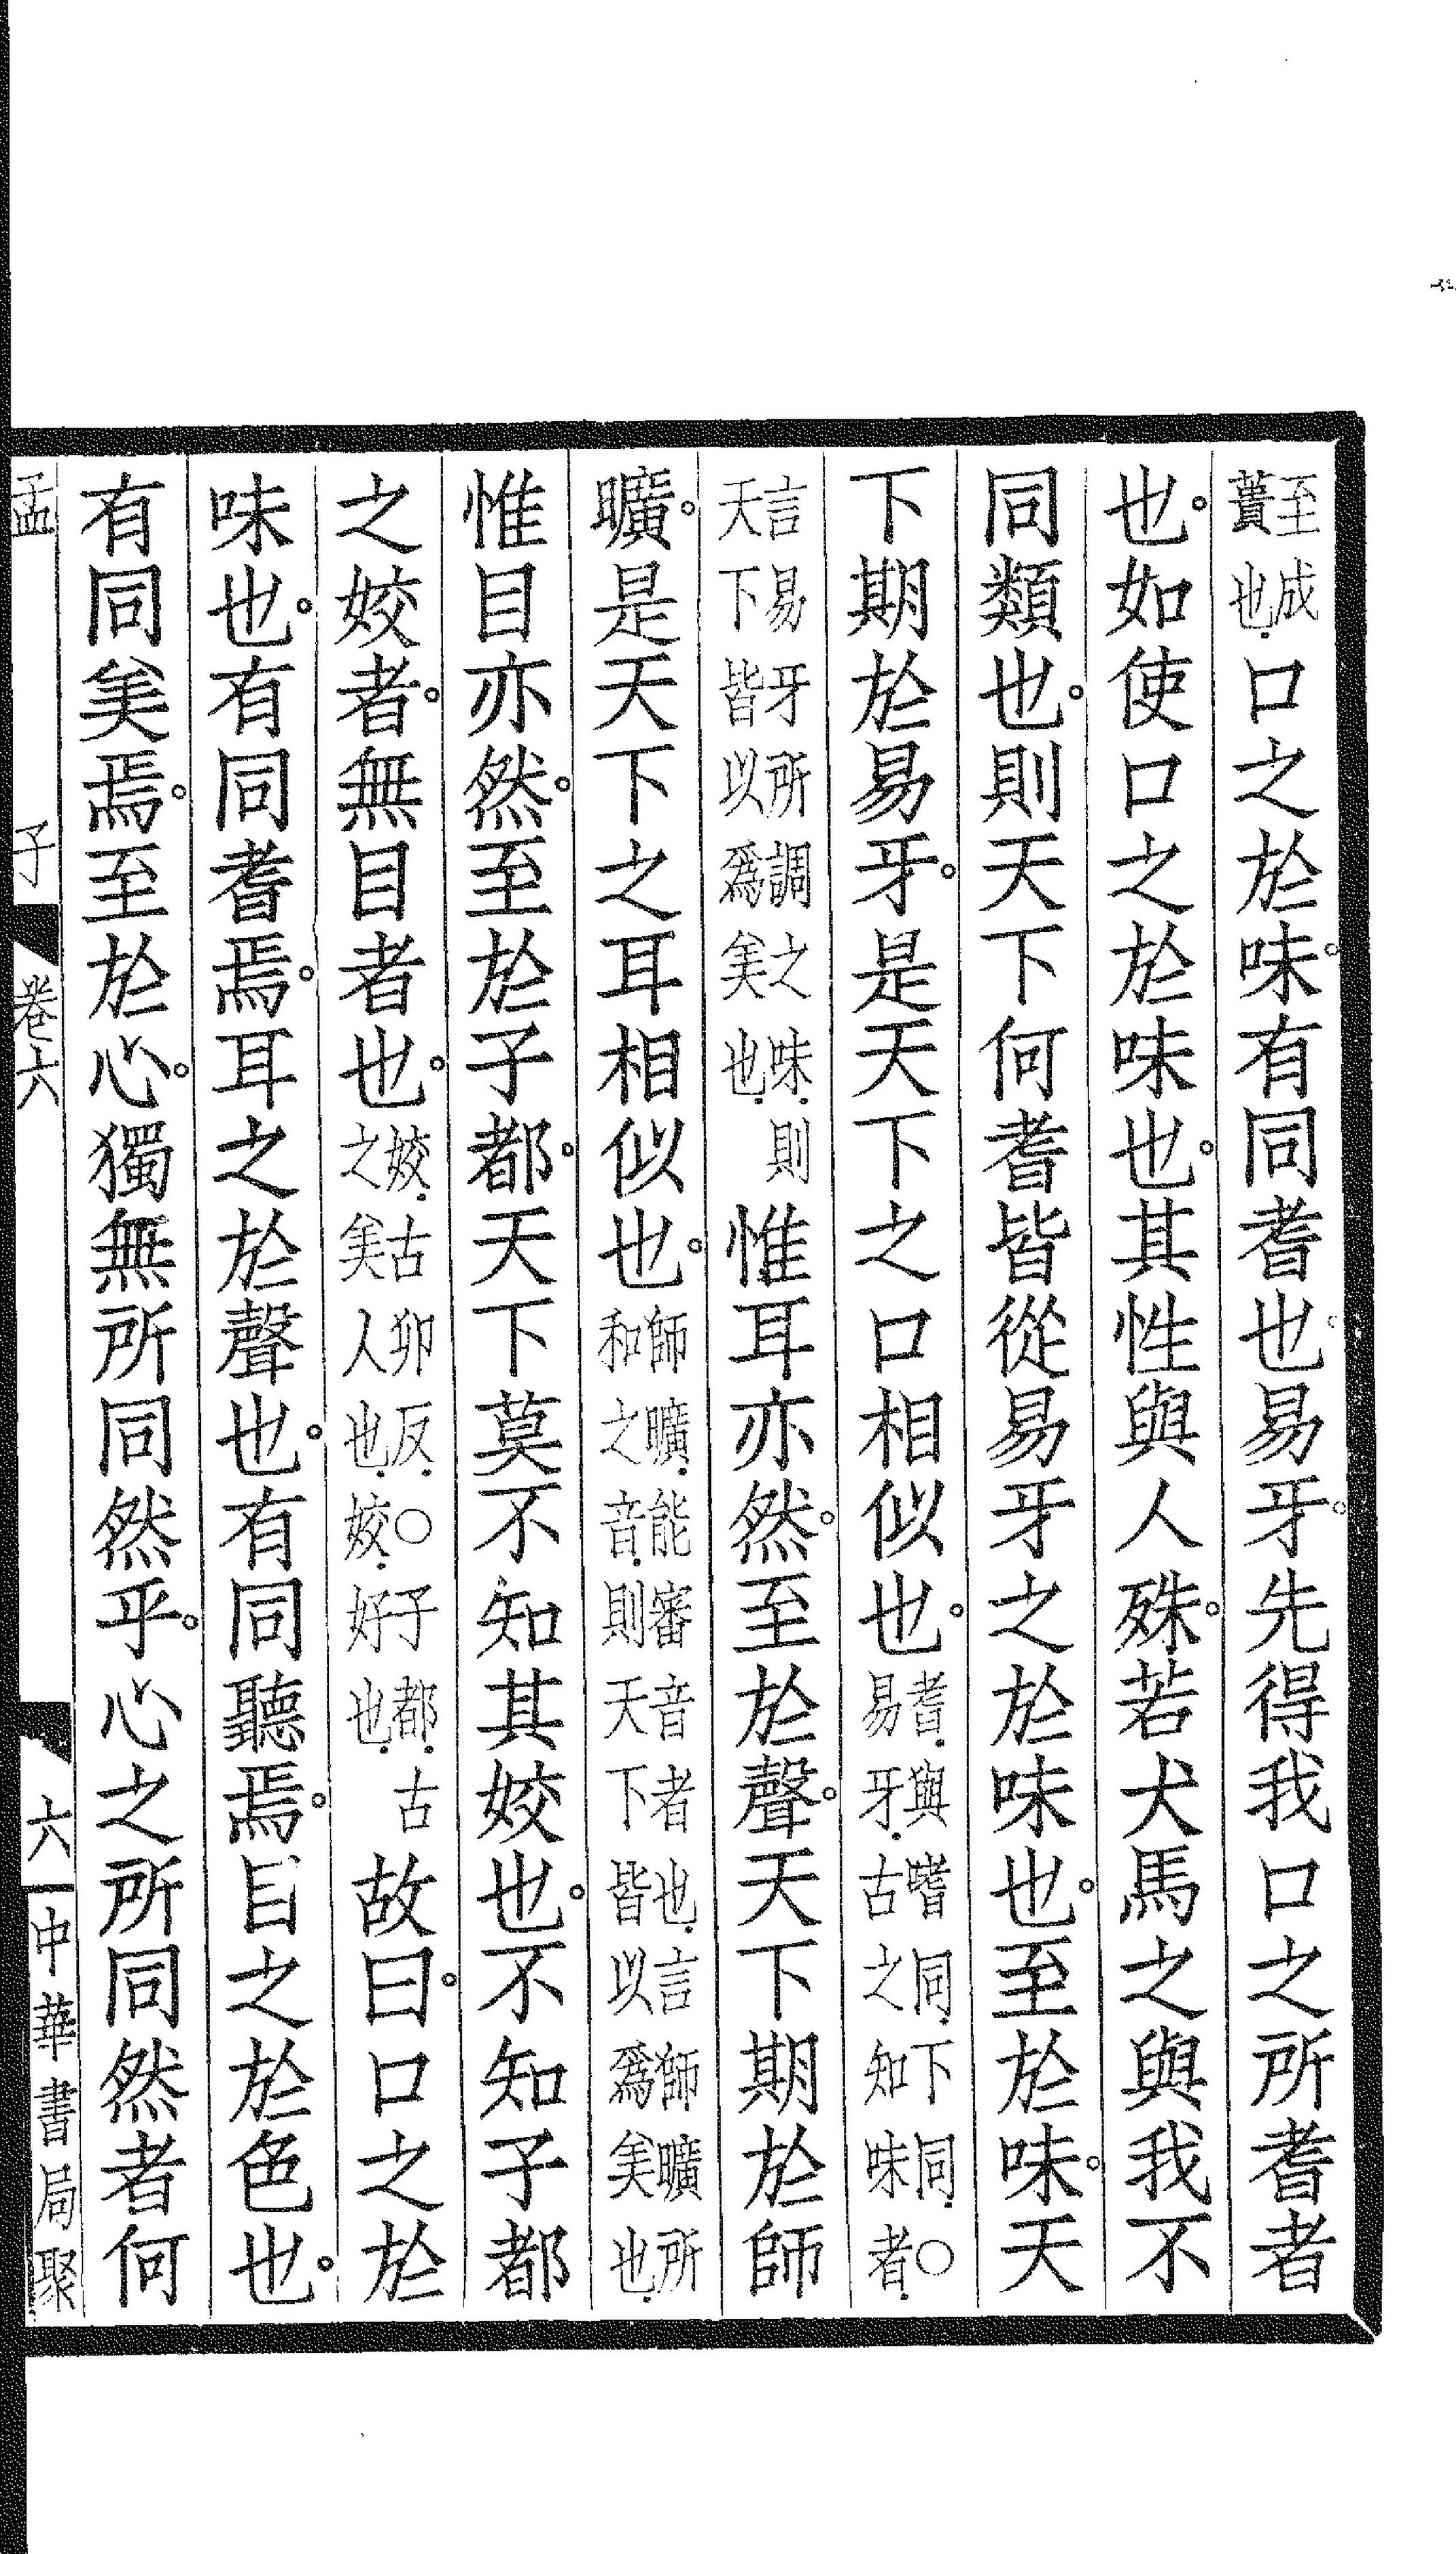 至成蕢也.口之於味。有同耆也。易牙。先得我口之所耆者
也。如使口之於味也。其性與人殊。若犬馬之與我不
同類也。則天下何耆皆從易牙之於味也。至於味。天
下期於易牙。是天下之口相似也。耆.與嗜同.下同.○易牙.古之知味者.
言易牙所調之味.則天下皆以爲美也.惟耳亦然。至於聲。天下期於師
曠。是天下之耳相似也。師曠.能審音者也.言師曠所和之音.則天下皆以爲美也.
惟目亦然。至於子都。天下莫不知其姣也。不知子都
之姣者。無目者也。姣.古卯反.○子都.古之美人也.姣.好也.故曰。口之於
味也。有同耆焉。耳之於聲也。有同聽焉。目之於色也。
有同美焉。至於心。獨無所同然乎。心之所同然者何
孟子 卷六 六 中華書局聚